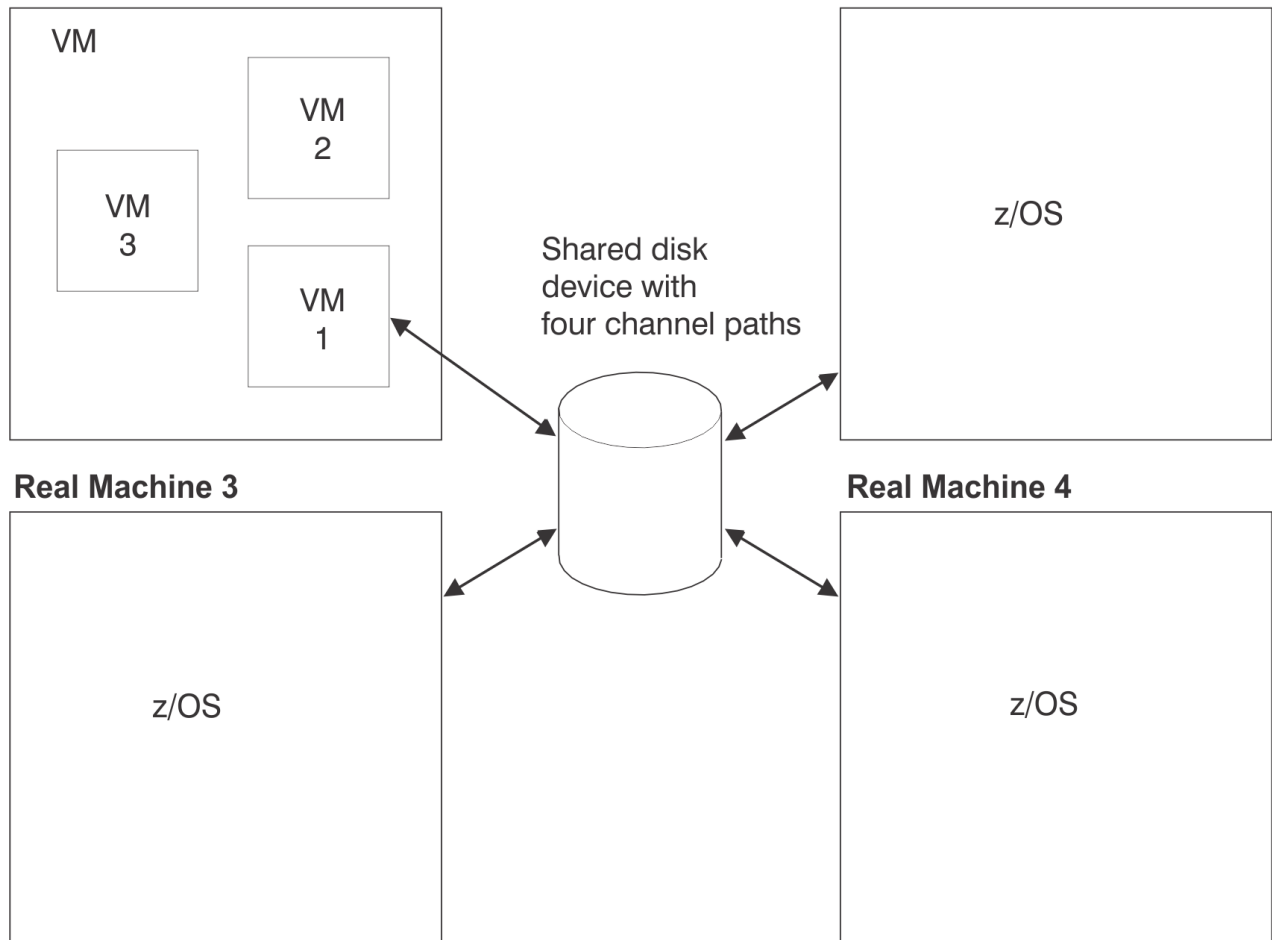 VM
VM
2
VM
3
VM
1
Shared disk
device with
four channel paths
z/OS
Real Machine 3
Real Machine 4
z/OS
z/OS